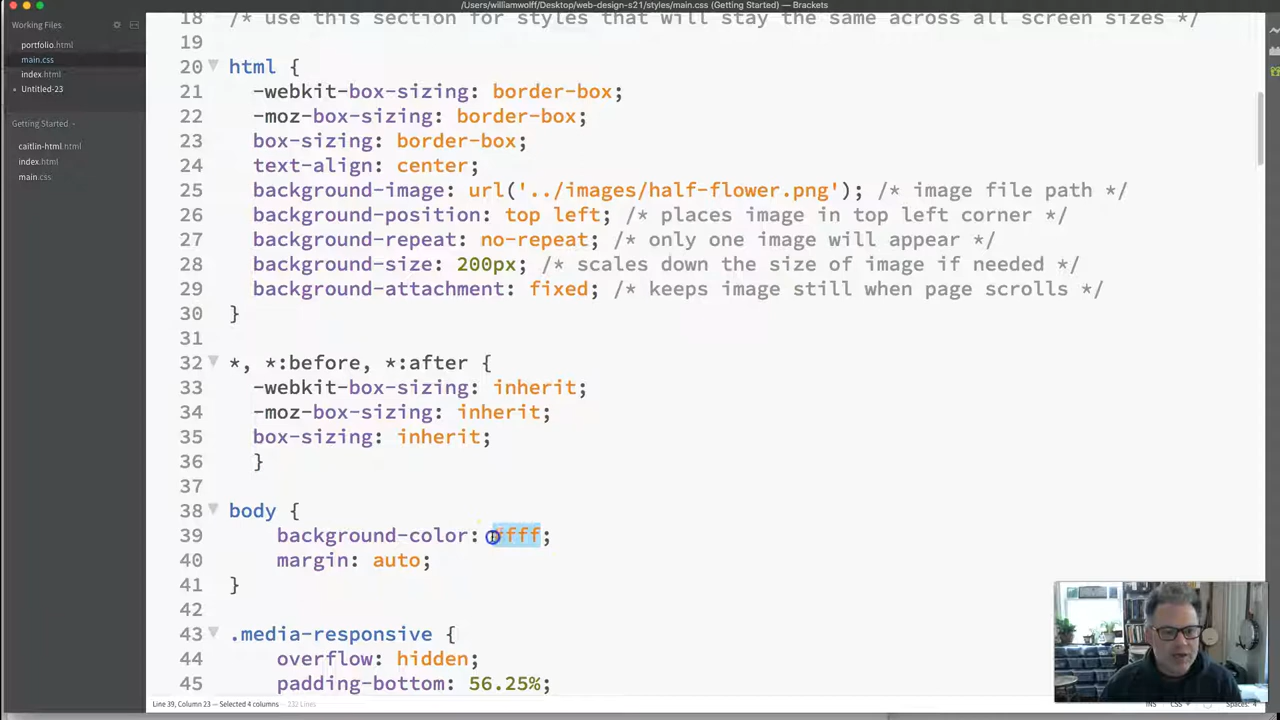 /Users/williamwolff/Desktop/web-design-s21/styles/main.css (Getting Started) — Brackets
Working Files
portfolio.html
main.css
index.html
Untitled-23
Getting Started
caitlin-html.html
index.html
main.css
18 /* use this section for styles that will stay the same across all screen sizes */
19
20 html {
21 -webkit-box-sizing: border-box;
22 -moz-box-sizing: border-box;
23 box-sizing: border-box;
24 text-align: center;
25 background-image: url('../images/half-flower.png'); /* image file path */
26 background-position: top left; /* places image in top left corner */
27 background-repeat: no-repeat; /* only one image will appear */
28 background-size: 200px; /* scales down the size of image if needed */
29 background-attachment: fixed; /* keeps image still when page scrolls */
30 }
31
32 *, *:before, *:after {
33 -webkit-box-sizing: inherit;
34 -moz-box-sizing: inherit;
35 box-sizing: inherit;
36 }
37
38 body {
39 background-color: #fff;
40 margin: auto;
41 }
42
43 .media-responsive {
44 overflow: hidden;
45 padding-bottom: 56.25%;
Line 39, Column 23 — Selected 4 columns — 232 Lines
INS CSS Spaces: 4